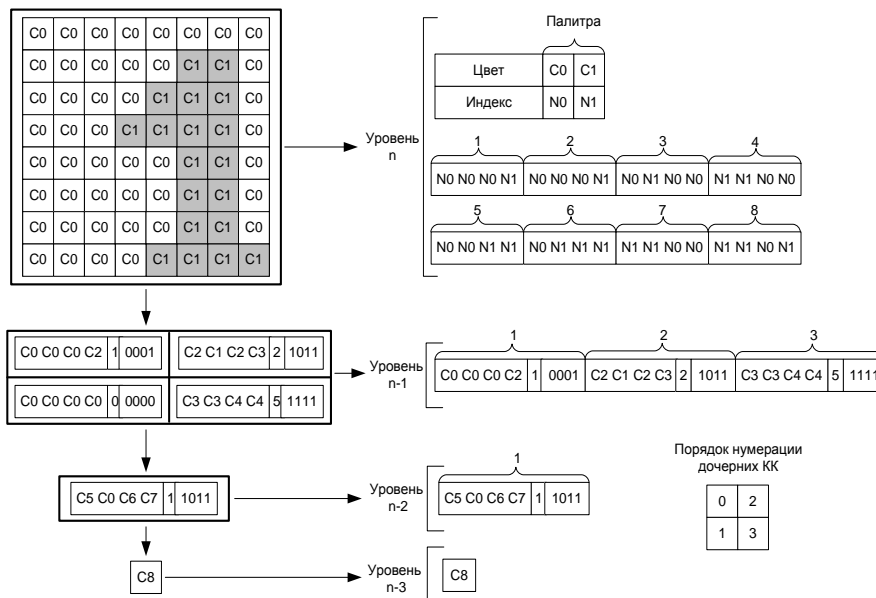 C0 C0 C0 C0 C0 C0 C0 C0
C0 C0 C0 C0 C0 C1 C1 C0
C0 C0 C0 C0 C1 C1 C1 C0
C0 C0 C0 C1 C1 C1 C1 C0
C0 C0 C0 C0 C0 C1 C1 C0
C0 C0 C0 C0 C0 C1 C1 C0
C0 C0 C0 C0 C0 C1 C1 C0
C0 C0 C0 C0 C1 C1 C1 C1
Уровень
n
Палитра
Цвет C0 C1
Индекс N0 N1
1 2 3 4
N0 N0 N0 N1 N0 N0 N0 N1 N0 N1 N0 N0 N1 N1 N0 N0
5 6 7 8
N0 N0 N1 N1 N0 N1 N1 N1 N1 N1 N0 N0 N1 N1 N0 N1
C0 C0 C0 C2 1 0001 C2 C1 C2 C3 2 1011
C0 C0 C0 C0 0 0000 C3 C3 C4 C4 5 1111
Уровень
n-1
1 2 3
C0 C0 C0 C2 1 0001 C2 C1 C2 C3 2 1011 C3 C3 C4 C4 5 1111
C5 C0 C6 C7 1 1011
Уровень
n-2
1
C5 C0 C6 C7 1 1011
Порядок нумерации
дочерних КК
0 2
1 3
C8
Уровень
n-3
C8